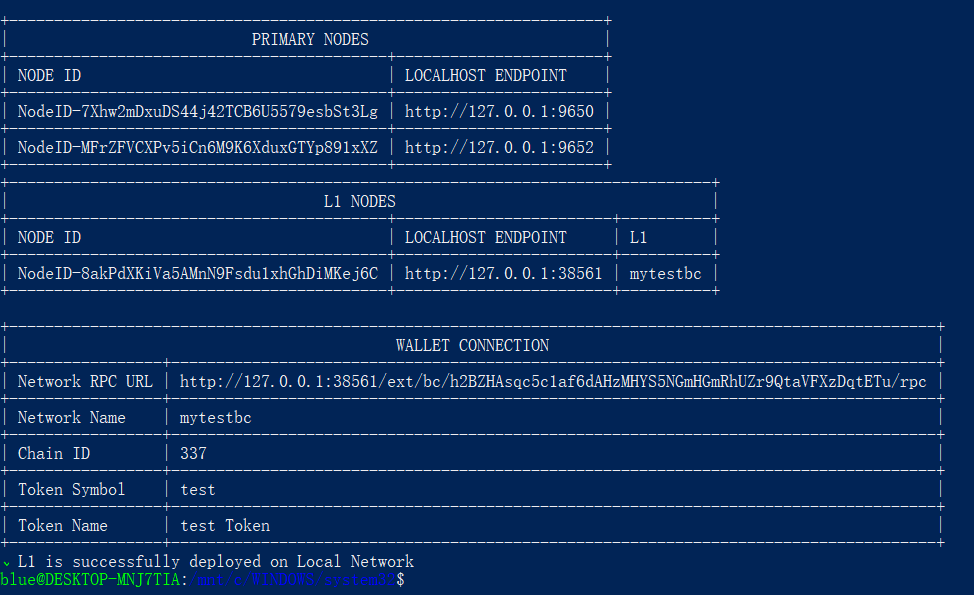 PRIMARY NODES
NODE ID LOCALHOST ENDPOINT
NodeID-7Xhw2mDxuDS44j42TCB6U5579esbSt3Lg http://127.0.0.1:9650
NodeID-MFrZFVCXPv5iCn6M9K6XduxGTYp891xXZ http://127.0.0.1:9652
L1 NODES
NODE ID LOCALHOST ENDPOINT L1
NodeID-8akPdXKiVa5AMnN9Fsdu1xhGhDiMKej6C http://127.0.0.1:38561 mytestbc
WALLET CONNECTION
Network RPC URL http://127.0.0.1:38561/ext/bc/h2BZHAsqc5c1af6dAHzMHYS5NGmHGmRhUZr9QtaVFXzDqtETu/rpc
Network Name mytestbc
Chain ID 337
Token Symbol test
Token Name test Token
✓ L1 is successfully deployed on Local Network
blue@DESKTOP-MNJ7TIA:/mnt/c/WINDOWS/system32$